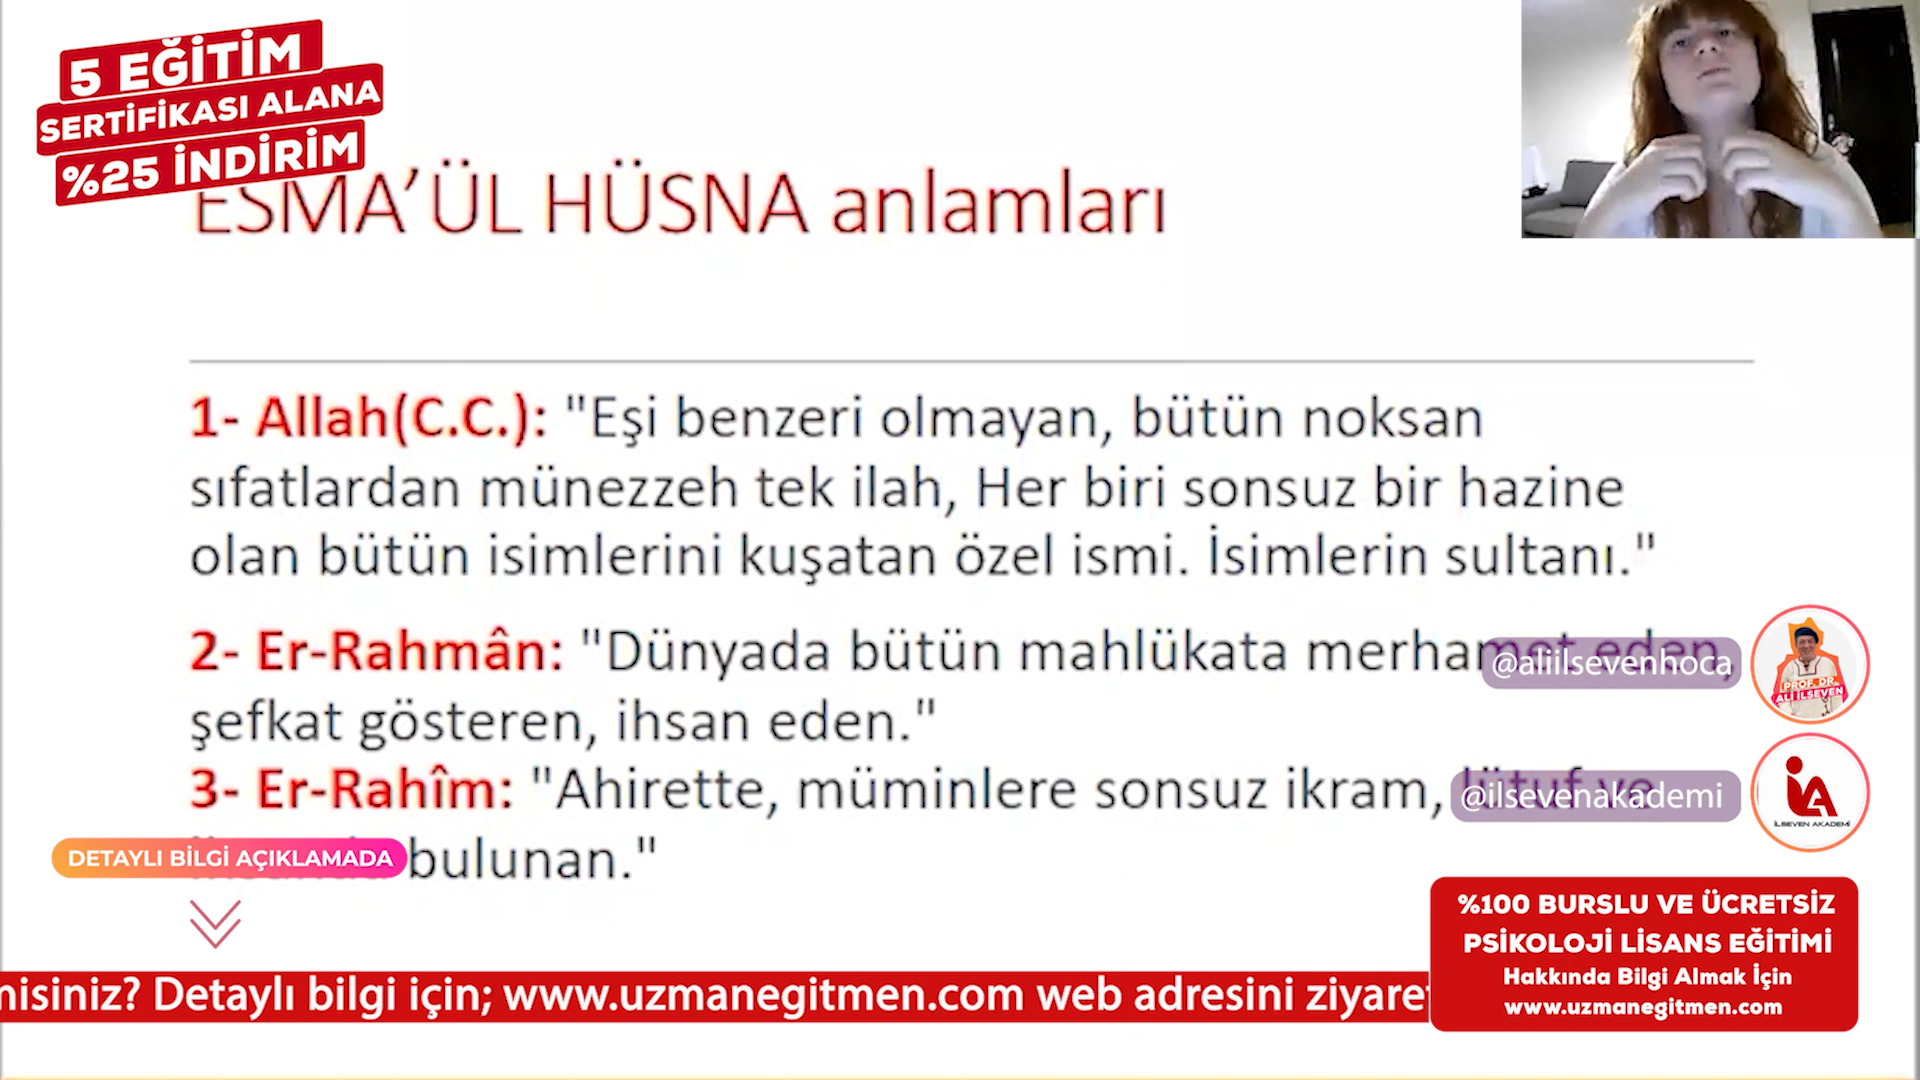 5 EĞİTİM
SERTİFİKASI ALANA
%25 İNDİRİM
ESMA'ÜL HÜSNA anlamları
1- Allah(C.C.): "Eşi benzeri olmayan, bütün noksan
sıfatlardan münezzeh tek ilah, Her biri sonsuz bir hazine
olan bütün isimlerini kuşatan özel ismi. İsimlerin sultanı."
2- Er-Rahmân: "Dünyada bütün mahlükata merhamet eden,
şefkat gösteren, ihsan eden."
3- Er-Rahîm: "Ahirette, müminlere sonsuz ikram, lütuf ve
bulunan."
@aliilsevenhoca
PROF. DR.
ALİ İLSEVEN
@ilsevenakademi
İLSEVEN AKADEMİ
DETAYLI BİLGİ AÇIKLAMADA
%100 BURSLU VE ÜCRETSİZ
PSİKOLOJİ LİSANS EĞİTİMİ
Hakkında Bilgi Almak İçin
www.uzmanegitmen.com
misiniz? Detaylı bilgi için; www.uzmanegitmen.com web adresini ziyaret